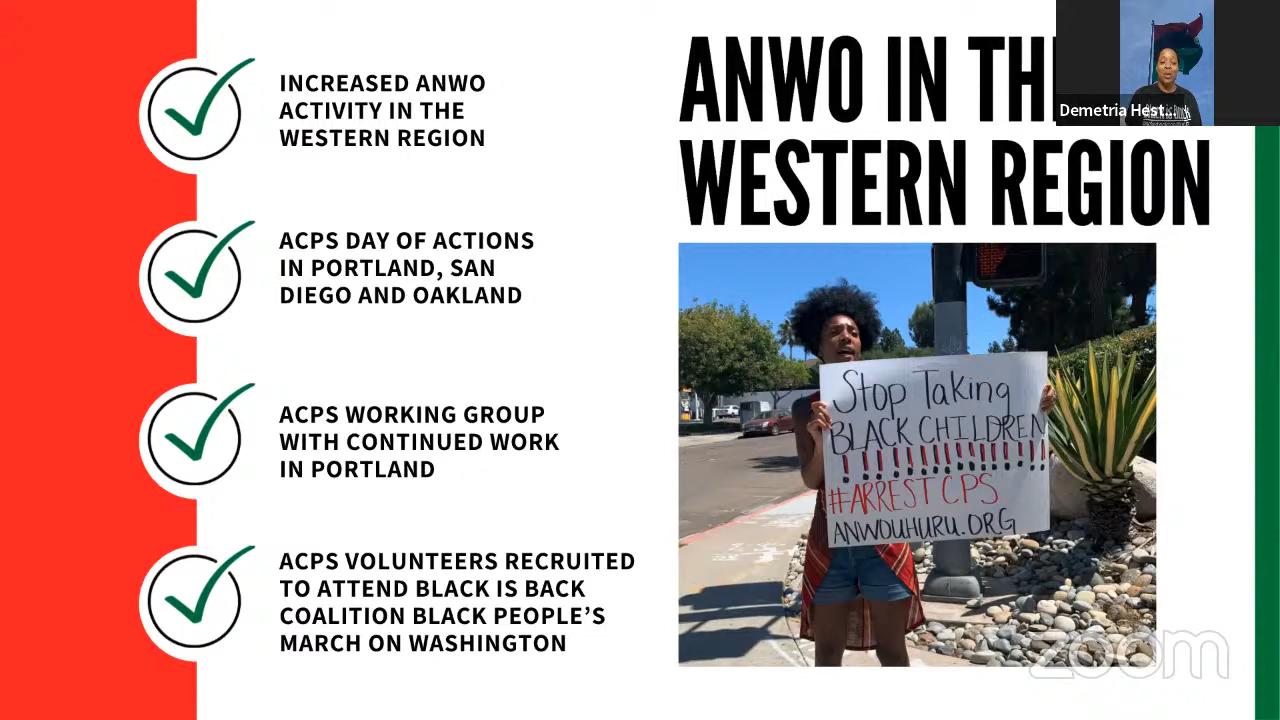 INCREASED ANWO
ACTIVITY IN THE
WESTERN REGION
ACPS DAY OF ACTIONS
IN PORTLAND, SAN
DIEGO AND OAKLAND
ACPS WORKING GROUP
WITH CONTINUED WORK
IN PORTLAND
ACPS VOLUNTEERS RECRUITED
TO ATTEND BLACK IS BACK
COALITION BLACK PEOPLE'S
MARCH ON WASHINGTON
ANWO IN TH
WESTERN REGION
Demetria Hest...
Stop Taking
BLACK CHILDREN
!!!!!!!!!!!!!!!!
#ARREST CPS
ANWOUHURU.ORG
zoom